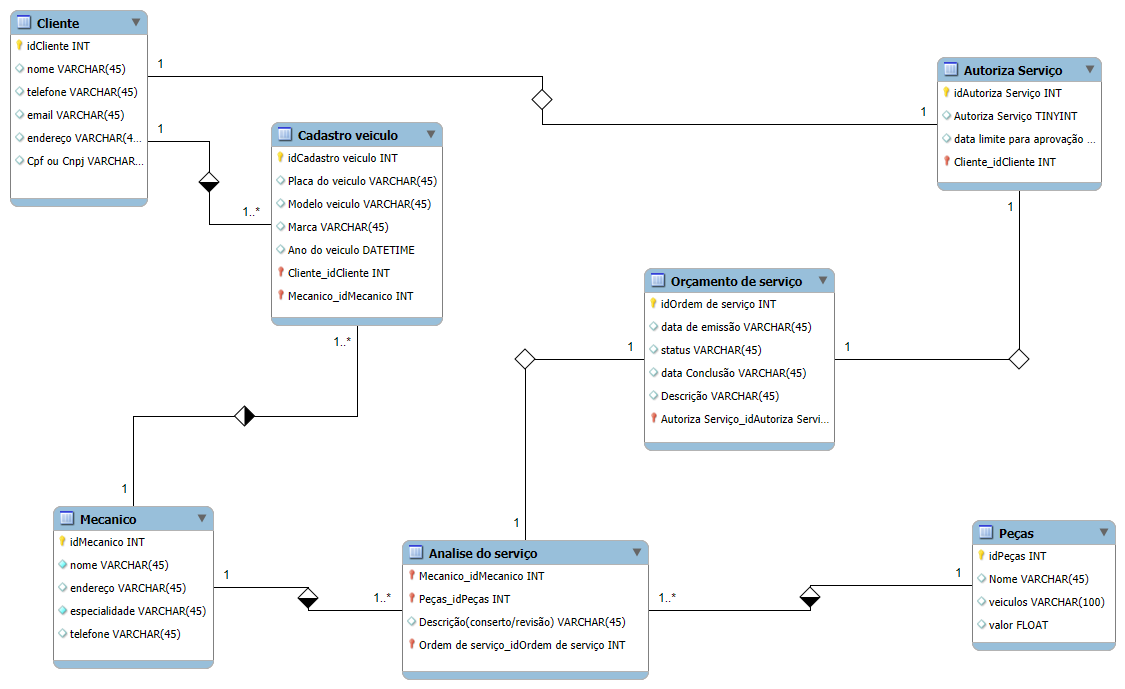 Cliente
idCliente INT
nome VARCHAR(45)
telefone VARCHAR(45)
email VARCHAR(45)
endereço VARCHAR(4...
Cpf ou Cnpj VARCHAR...
1
1
1..*
1
Cadastro veiculo
idCadastro veiculo INT
Placa do veiculo VARCHAR(45)
Modelo veiculo VARCHAR(45)
Marca VARCHAR(45)
Ano do veiculo DATETIME
Cliente_idCliente INT
Mecanico_idMecanico INT
1..*
1
Autoriza Serviço
idAutoriza Serviço INT
Autoriza Serviço TINYINT
data limite para aprovação ...
Cliente_idCliente INT
1
1
Orçamento de serviço
idOrdem de serviço INT
data de emissão VARCHAR(45)
status VARCHAR(45)
data Conclusão VARCHAR(45)
Descrição VARCHAR(45)
Autoriza Serviço_idAutoriza Servi...
1
1
Mecanico
idMecanico INT
nome VARCHAR(45)
endereço VARCHAR(45)
especialidade VARCHAR(45)
telefone VARCHAR(45)
1
1..*
Analise do serviço
Mecanico_idMecanico INT
Peças_idPeças INT
Descrição(conserto/revisão) VARCHAR(45)
Ordem de serviço_idOrdem de serviço INT
1..*
1
Peças
idPeças INT
Nome VARCHAR(45)
veiculos VARCHAR(100)
valor FLOAT